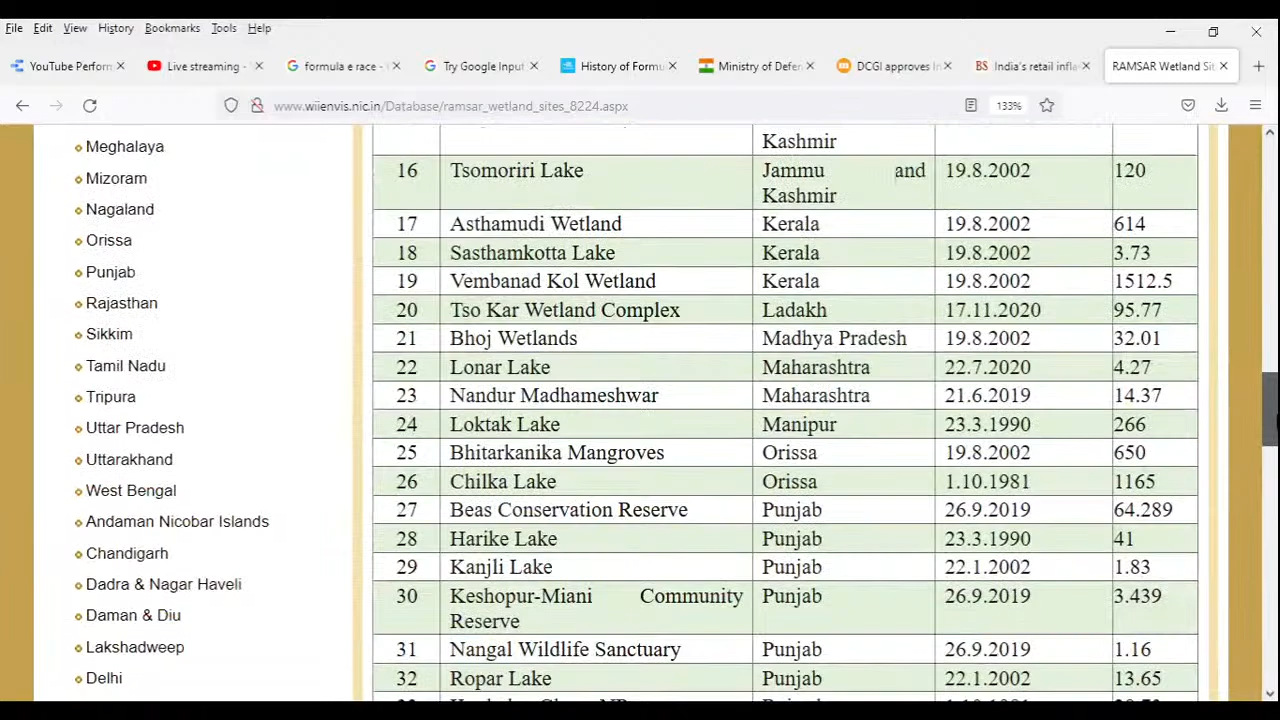 File Edit View History Bookmarks Tools Help
YouTube Perform Live streaming - formula e race - Try Google Input History of Formu Ministry of Defen DCGI approves In India's retail infla RAMSAR Wetland Sit
www.wiienvis.nic.in/Database/ramsar_wetland_sites_8224.aspx 133%
Meghalaya
Mizoram
Nagaland
Orissa
Punjab
Rajasthan
Sikkim
Tamil Nadu
Tripura
Uttar Pradesh
Uttarakhand
West Bengal
Andaman Nicobar Islands
Chandigarh
Dadra & Nagar Haveli
Daman & Diu
Lakshadweep
Delhi
Kashmir
16 Tsomoriri Lake Jammu and 19.8.2002 120
Kashmir
17 Asthamudi Wetland Kerala 19.8.2002 614
18 Sasthamkotta Lake Kerala 19.8.2002 3.73
19 Vembanad Kol Wetland Kerala 19.8.2002 1512.5
20 Tso Kar Wetland Complex Ladakh 17.11.2020 95.77
21 Bhoj Wetlands Madhya Pradesh 19.8.2002 32.01
22 Lonar Lake Maharashtra 22.7.2020 4.27
23 Nandur Madhameshwar Maharashtra 21.6.2019 14.37
24 Loktak Lake Manipur 23.3.1990 266
25 Bhitarkanika Mangroves Orissa 19.8.2002 650
26 Chilka Lake Orissa 1.10.1981 1165
27 Beas Conservation Reserve Punjab 26.9.2019 64.289
28 Harike Lake Punjab 23.3.1990 41
29 Kanjli Lake Punjab 22.1.2002 1.83
30 Keshopur-Miani Community Punjab 26.9.2019 3.439
Reserve
31 Nangal Wildlife Sanctuary Punjab 26.9.2019 1.16
32 Ropar Lake Punjab 22.1.2002 13.65